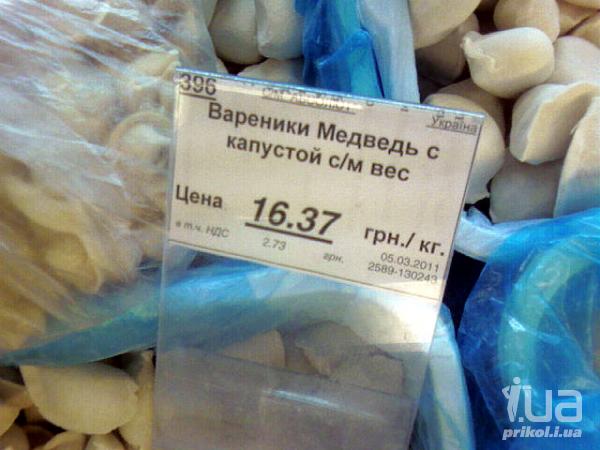 396
Україна
Вареники Медведь с
капустой с/м вес
Цена 16.37 грн./ кг.
в т.ч. НДС 2.73 грн.
05.03.2011
2589-130243
i.ua
prikol.i.ua